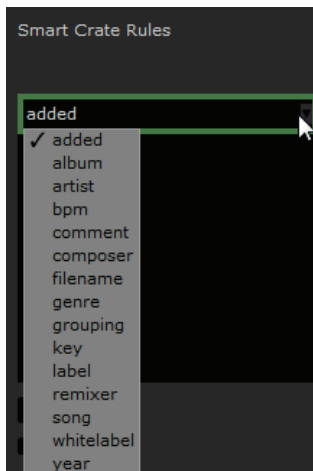 Smart Crate Rules
added
✓ added
album
artist
bpm
comment
composer
filename
genre
grouping
key
label
remixer
song
whitelabel
year